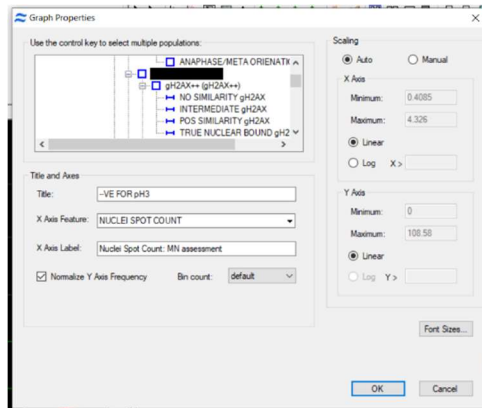 Graph Properties
Use the control key to select multiple populations:
ANAPHASE/META ORIENATI
gH2AX++ (gH2AX++)
NO SIMILARITY gH2AX
INTERMEDIATE gH2AX
POS SIMILARITY gH2AX
TRUE NUCLEAR BOUND gH2
Title and Axes
Title: --VE FOR pH3
X Axis Feature: NUCLEI SPOT COUNT
X Axis Label: Nuclei Spot Count: MN assessment
Normalize Y Axis Frequency Bin count: default
Scaling
Auto Manual
X Axis
Minimum: 0.4085
Maximum: 4.326
Linear
Log X >
Y Axis
Minimum: 0
Maximum: 108.58
Linear
Log Y >
Font Sizes...
OK Cancel